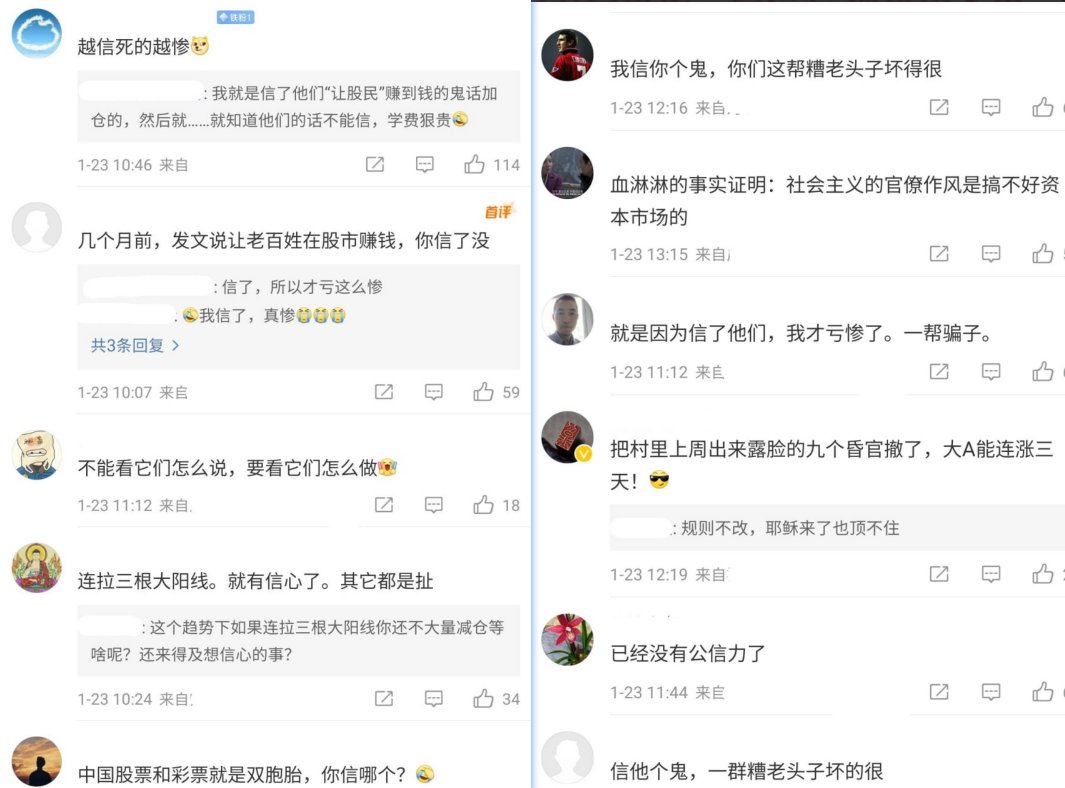 铁粉1
越信死的越惨
: 我就是信了他们“让股民”赚到钱的鬼话加
仓的，然后就......就知道他们的话不能信，学费狠贵
1-23 10:46 来自
114
首评
几个月前，发文说让老百姓在股市赚钱，你信了没
: 信了，所以才亏这么惨
: 我信了，真惨
共3条回复 >
1-23 10:07 来自
59
不能看它们怎么说，要看它们怎么做
1-23 11:12 来自
18
连拉三根大阳线。就有信心了。其它都是扯
: 这个趋势下如果连拉三根大阳线你还不大量减仓等
啥呢？还来得及想信心的事？
1-23 10:24 来自
34
中国股票和彩票就是双胞胎，你信哪个？
我信你个鬼，你们这帮糟老头子坏得很
1-23 12:16 来自
血淋淋的事实证明：社会主义的官僚作风是搞不好资
本市场的
1-23 13:15 来自
就是因为信了他们，我才亏惨了。一帮骗子。
1-23 11:12 来自
把村里上周出来露脸的九个昏官撤了，大A能连涨三
天！
: 规则不改，耶稣来了也顶不住
1-23 12:19 来自
已经没有公信力了
1-23 11:44 来自
信他个鬼，一群糟老头子坏的很